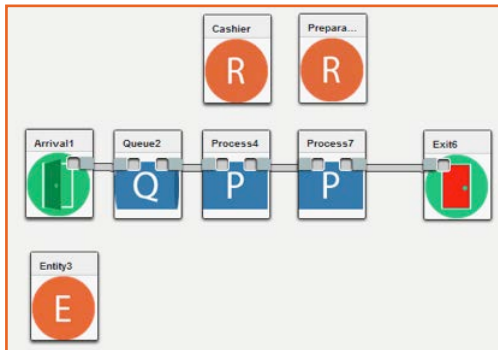 Cashier
Prepara...
R
R
Arrival1
Queue2
Process4
Process7
Exit6
Q
P
P
Entity3
E